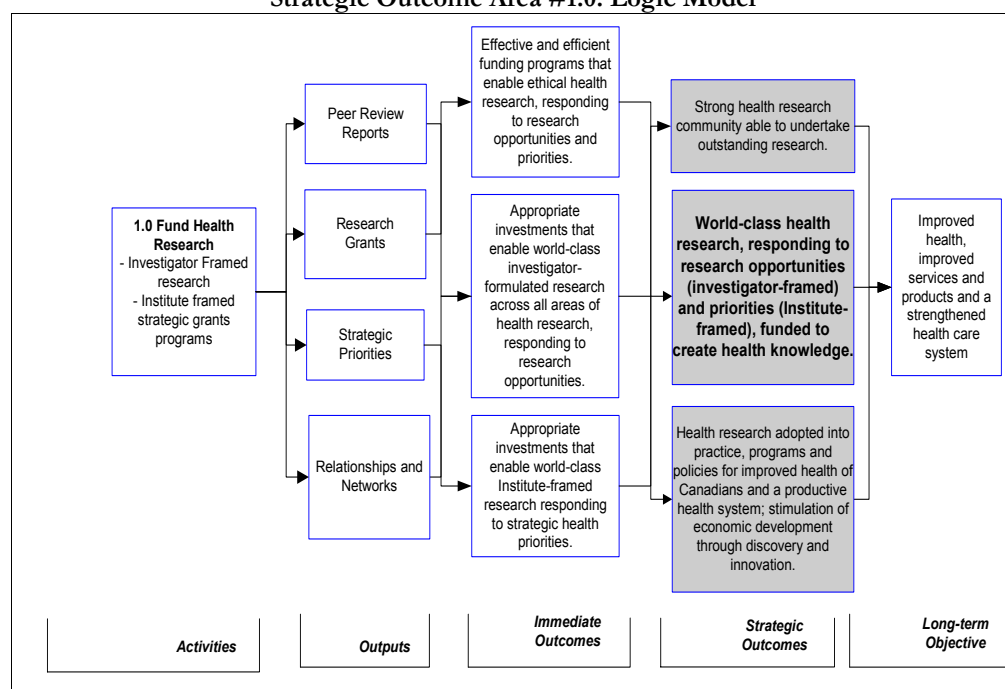 Strategic Outcome Area #1.0: Logic Model
1.0 Fund Health
Research
- Investigator Framed
research
- Institute framed
strategic grants
programs
Peer Review
Reports
Research
Grants
Strategic
Priorities
Relationships and
Networks
Effective and efficient
funding programs that
enable ethical health
research, responding
to research
opportunities and
priorities.
Appropriate
investments that
enable world-class
investigator-
formulated research
across all areas of
health research,
responding to
research
opportunities.
Appropriate
investments that
enable world-class
Institute-framed
research responding
to strategic health
priorities.
Strong health research
community able to undertake
outstanding research.
World-class health
research, responding to
research opportunities
(investigator-framed)
and priorities (Institute-
framed), funded to
create health knowledge.
Health research adopted into
practice, programs and
policies for improved health of
Canadians and a productive
health system; stimulation of
economic development
through discovery and
innovation.
Improved
health,
improved
services and
products and a
strengthened
health care
system
Activities
Outputs
Immediate
Outcomes
Strategic
Outcomes
Long-term
Objective